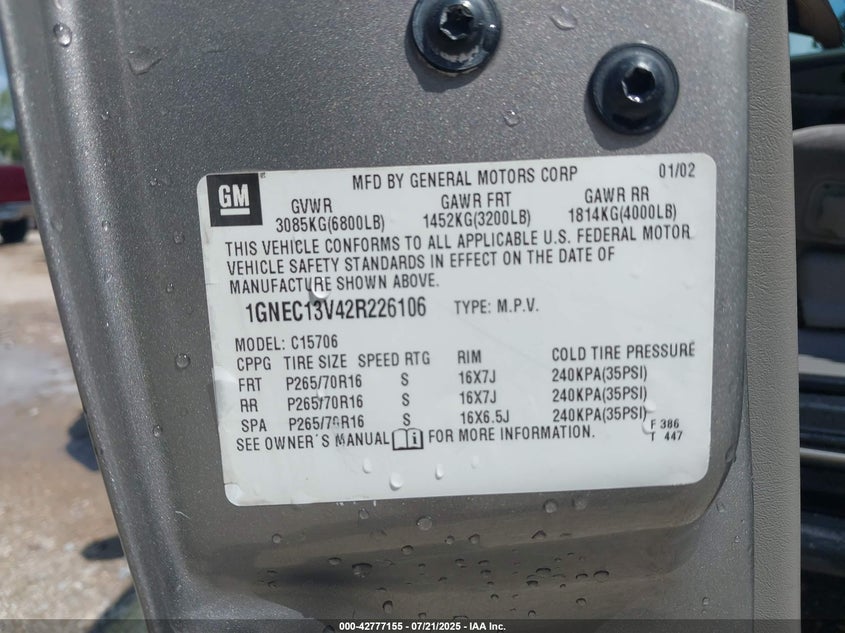 GM
MFD BY GENERAL MOTORS CORP 01/02
GVWR GAWR FRT GAWR RR
3085KG(6800LB) 1452KG(3200LB) 1814KG(4000LB)
THIS VEHICLE CONFORMS TO ALL APPLICABLE U.S. FEDERAL MOTOR
VEHICLE SAFETY STANDARDS IN EFFECT ON THE DATE OF
MANUFACTURE SHOWN ABOVE.
1GNEC13V42R226106 TYPE: M.P.V.
MODEL: C15706
CPPG TIRE SIZE SPEED RTG RIM COLD TIRE PRESSURE
FRT P265/70R16 S 16X7J 240KPA(35PSI)
RR P265/70R16 S 16X7J 240KPA(35PSI)
SPA P265/70R16 S 16X6.5J 240KPA(35PSI)
SEE OWNER'S MANUAL i FOR MORE INFORMATION.
F 386
T 447
000-42777155 - 07/21/2025 - IAA Inc.